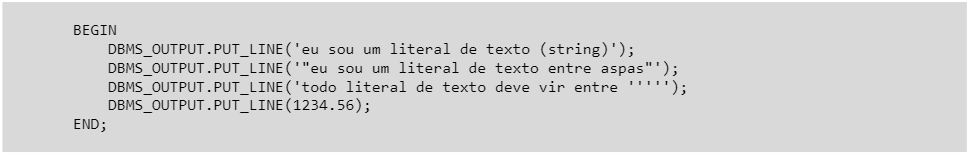 BEGIN
    DBMS_OUTPUT.PUT_LINE('eu sou um literal de texto (string)');
    DBMS_OUTPUT.PUT_LINE('"eu sou um literal de texto entre aspas"');
    DBMS_OUTPUT.PUT_LINE('todo literal de texto deve vir entre ''''');
    DBMS_OUTPUT.PUT_LINE(1234.56);
END;